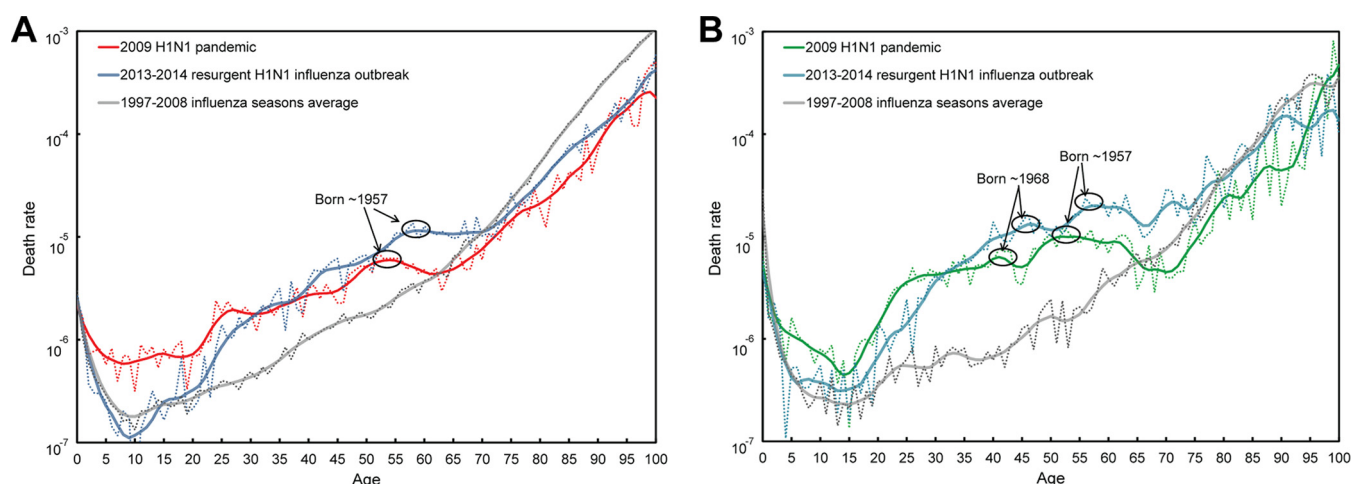 A
2009 H1N1 pandemic
2013-2014 resurgent H1N1 influenza outbreak
1997-2008 influenza seasons average
Born ~1957
Death rate
10-3
10-4
10-5
10-6
10-7
0 5 10 15 20 25 30 35 40 45 50 55 60 65 70 75 80 85 90 95 100
Age
B
2009 H1N1 pandemic
2013-2014 resurgent H1N1 influenza outbreak
1997-2008 influenza seasons average
Born ~1957
Born ~1968
Death rate
10-3
10-4
10-5
10-6
10-7
0 5 10 15 20 25 30 35 40 45 50 55 60 65 70 75 80 85 90 95 100
Age